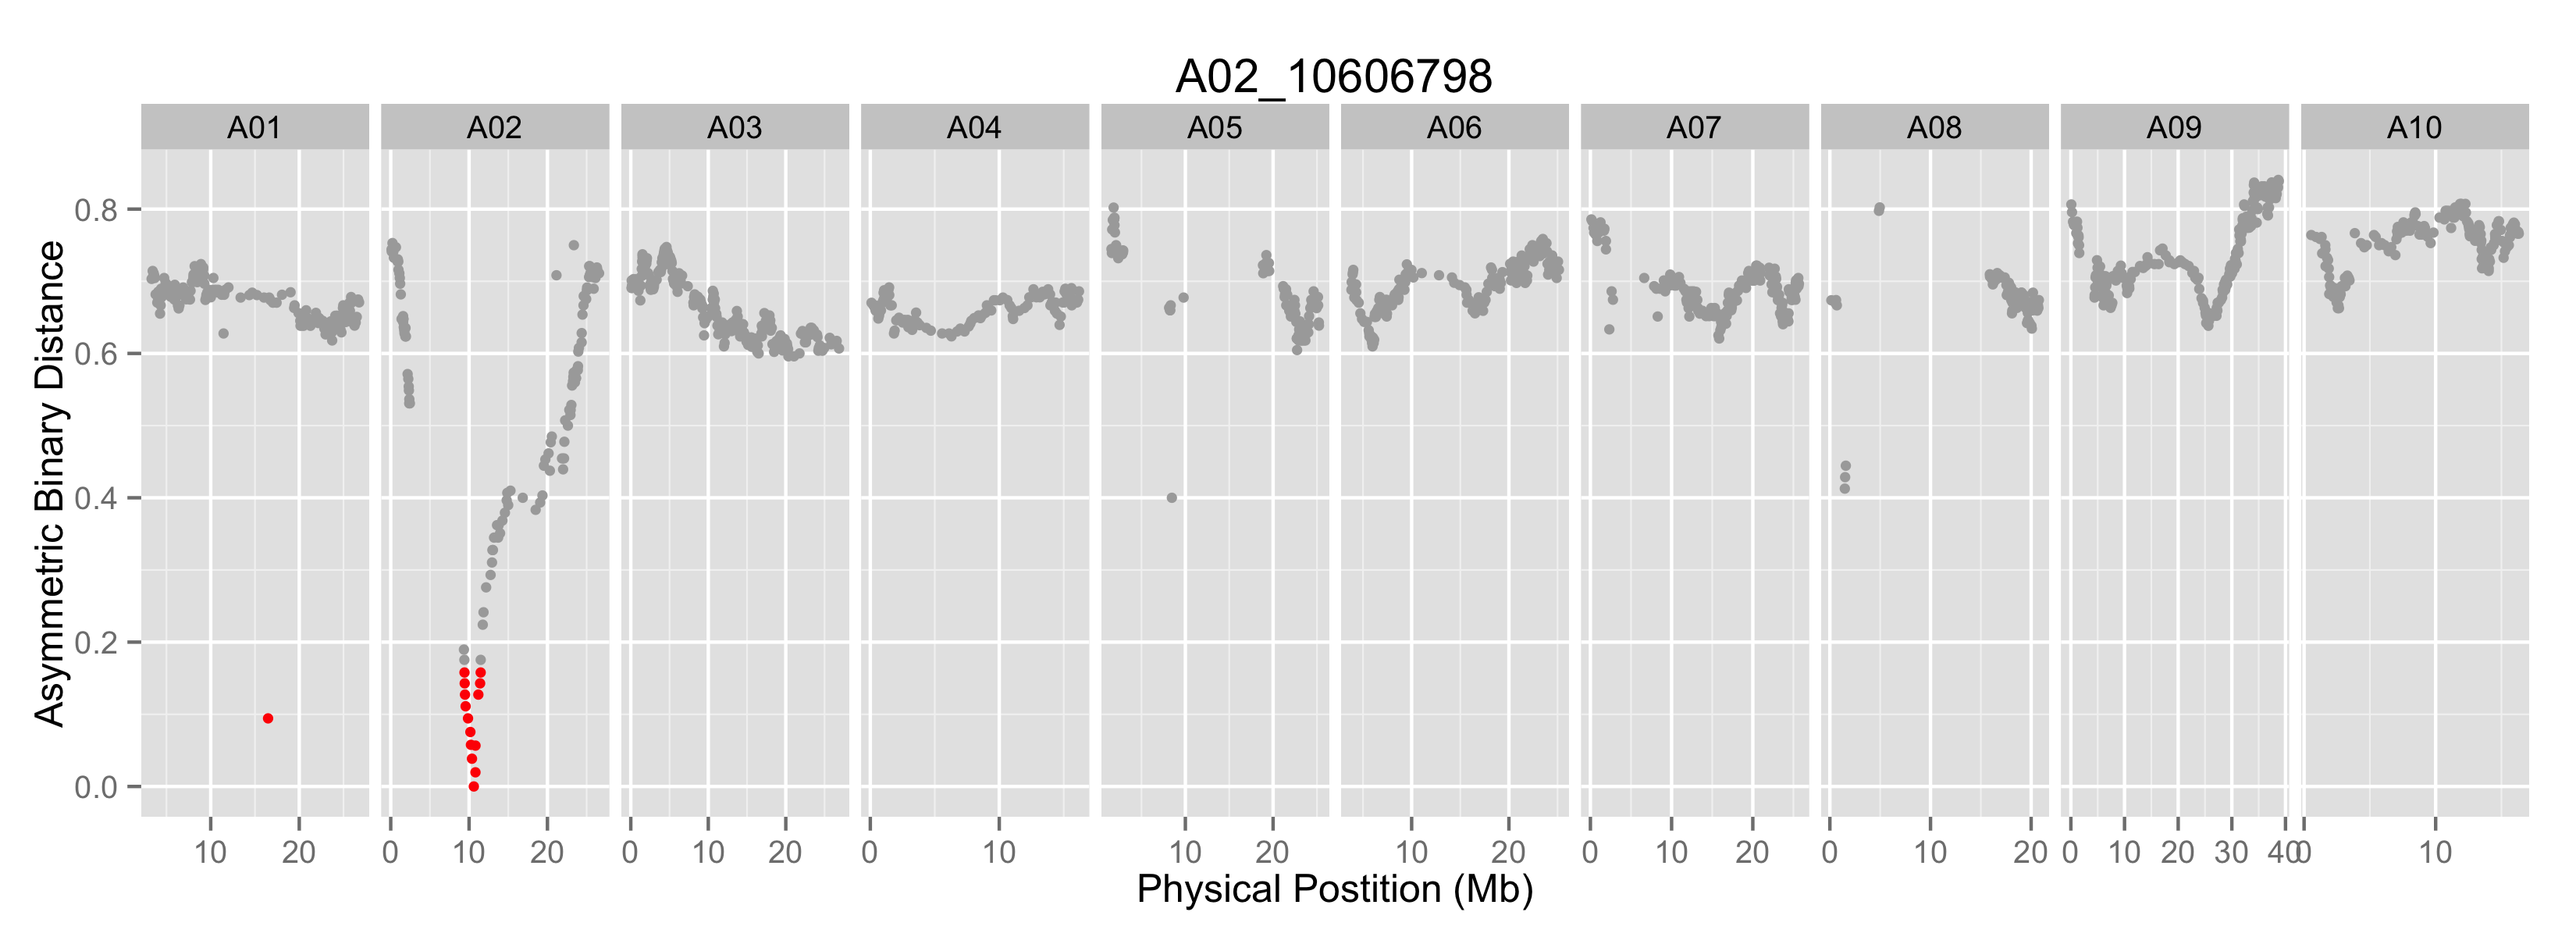 A02_10606798
A01 A02 A03 A04 A05 A06 A07 A08 A09 A10
Asymmetric Binary Distance
0.8
0.6
0.4
0.2
0.0
10 20 0 10 20 0 10 20 0 10 10 20 10 20 0 10 20 0 10 20 0 10 20 30 40 0 10
Physical Postition (Mb)